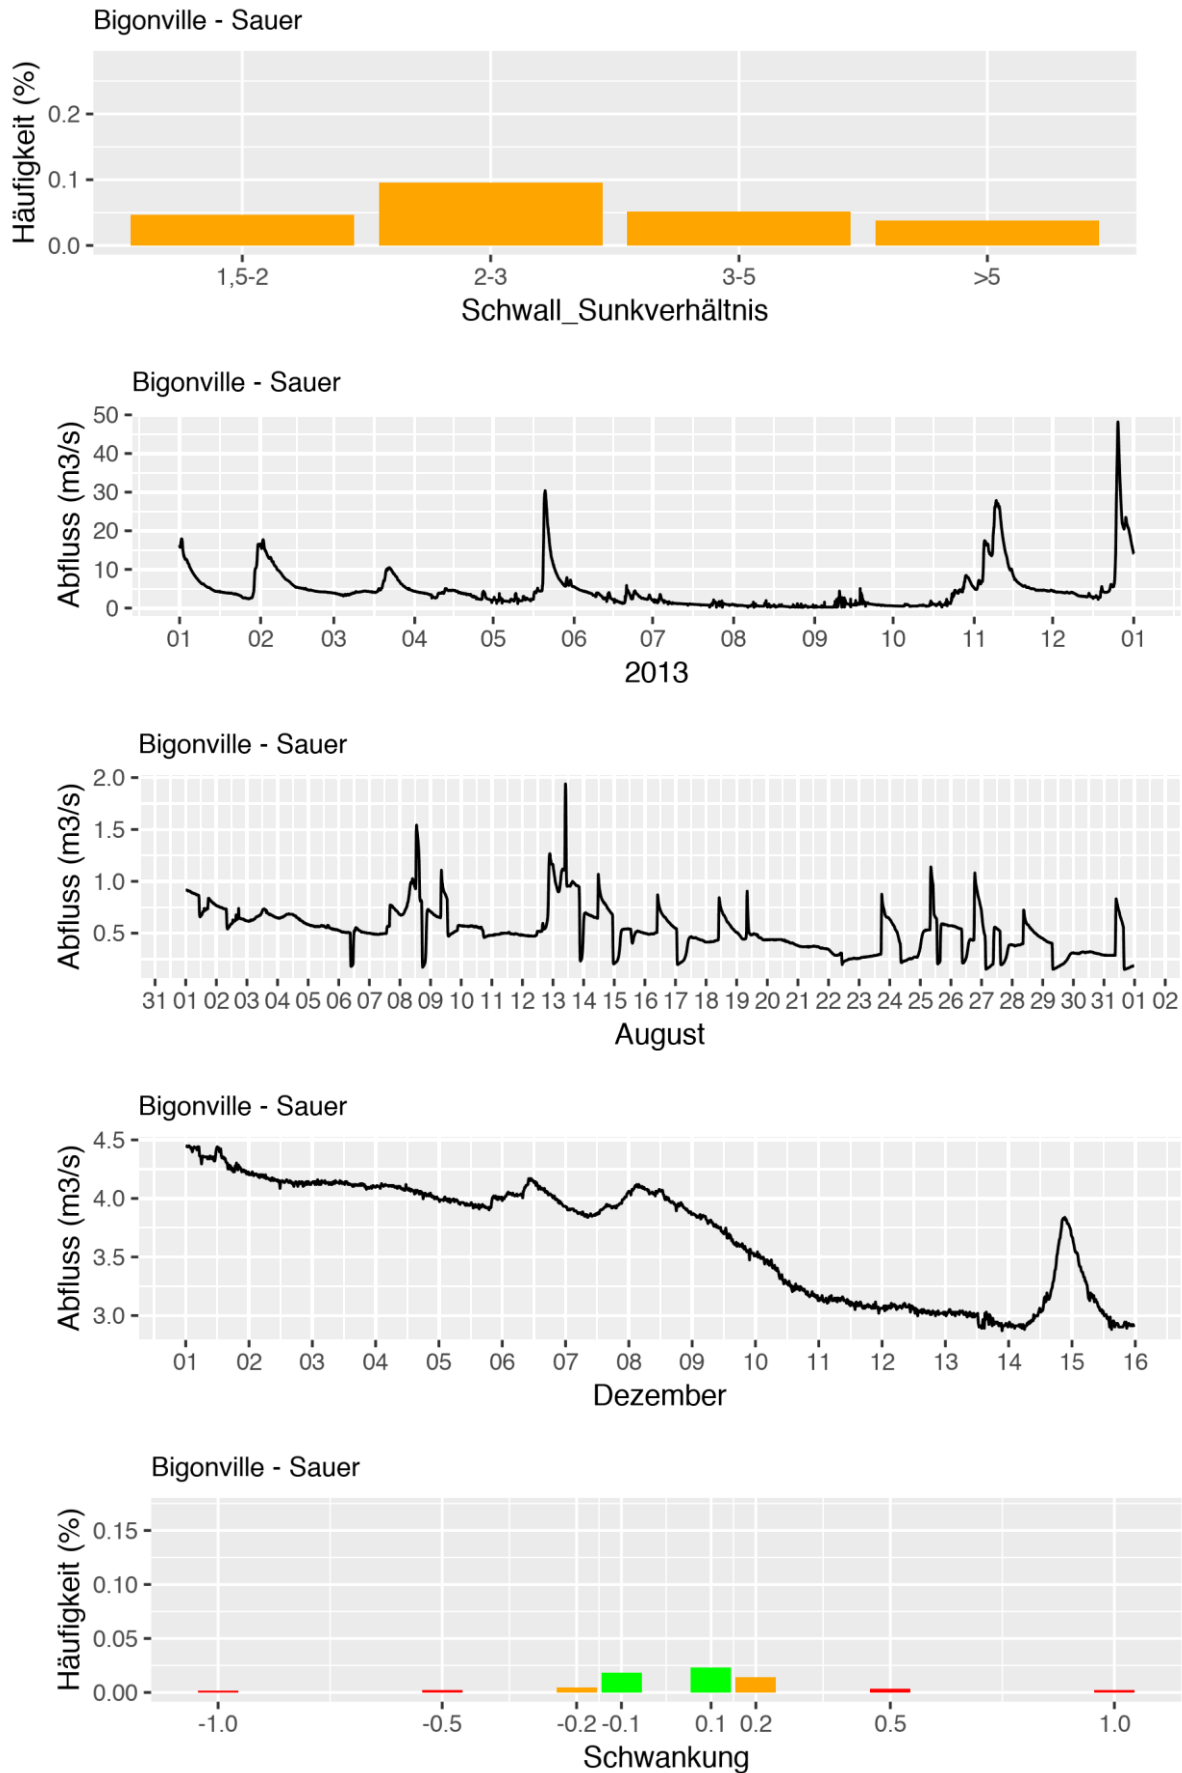 Bigonville - Sauer
Häufigkeit (%)
0.2
0.1
0.0
1,5-2 2-3 3-5 >5
Schwall_Sunkverhältnis
Bigonville - Sauer
Abfluss (m3/s)
50
40
30
20
10
0
01 02 03 04 05 06 07 08 09 10 11 12 01
2013
Bigonville - Sauer
Abfluss (m3/s)
2.0
1.5
1.0
0.5
31 01 02 03 04 05 06 07 08 09 10 11 12 13 14 15 16 17 18 19 20 21 22 23 24 25 26 27 28 29 30 31 01 02
August
Bigonville - Sauer
Abfluss (m3/s)
4.5
4.0
3.5
3.0
01 02 03 04 05 06 07 08 09 10 11 12 13 14 15 16
Dezember
Bigonville - Sauer
Häufigkeit (%)
0.15
0.10
0.05
0.00
-1.0 -0.5 -0.2 -0.1 0.1 0.2 0.5 1.0
Schwankung